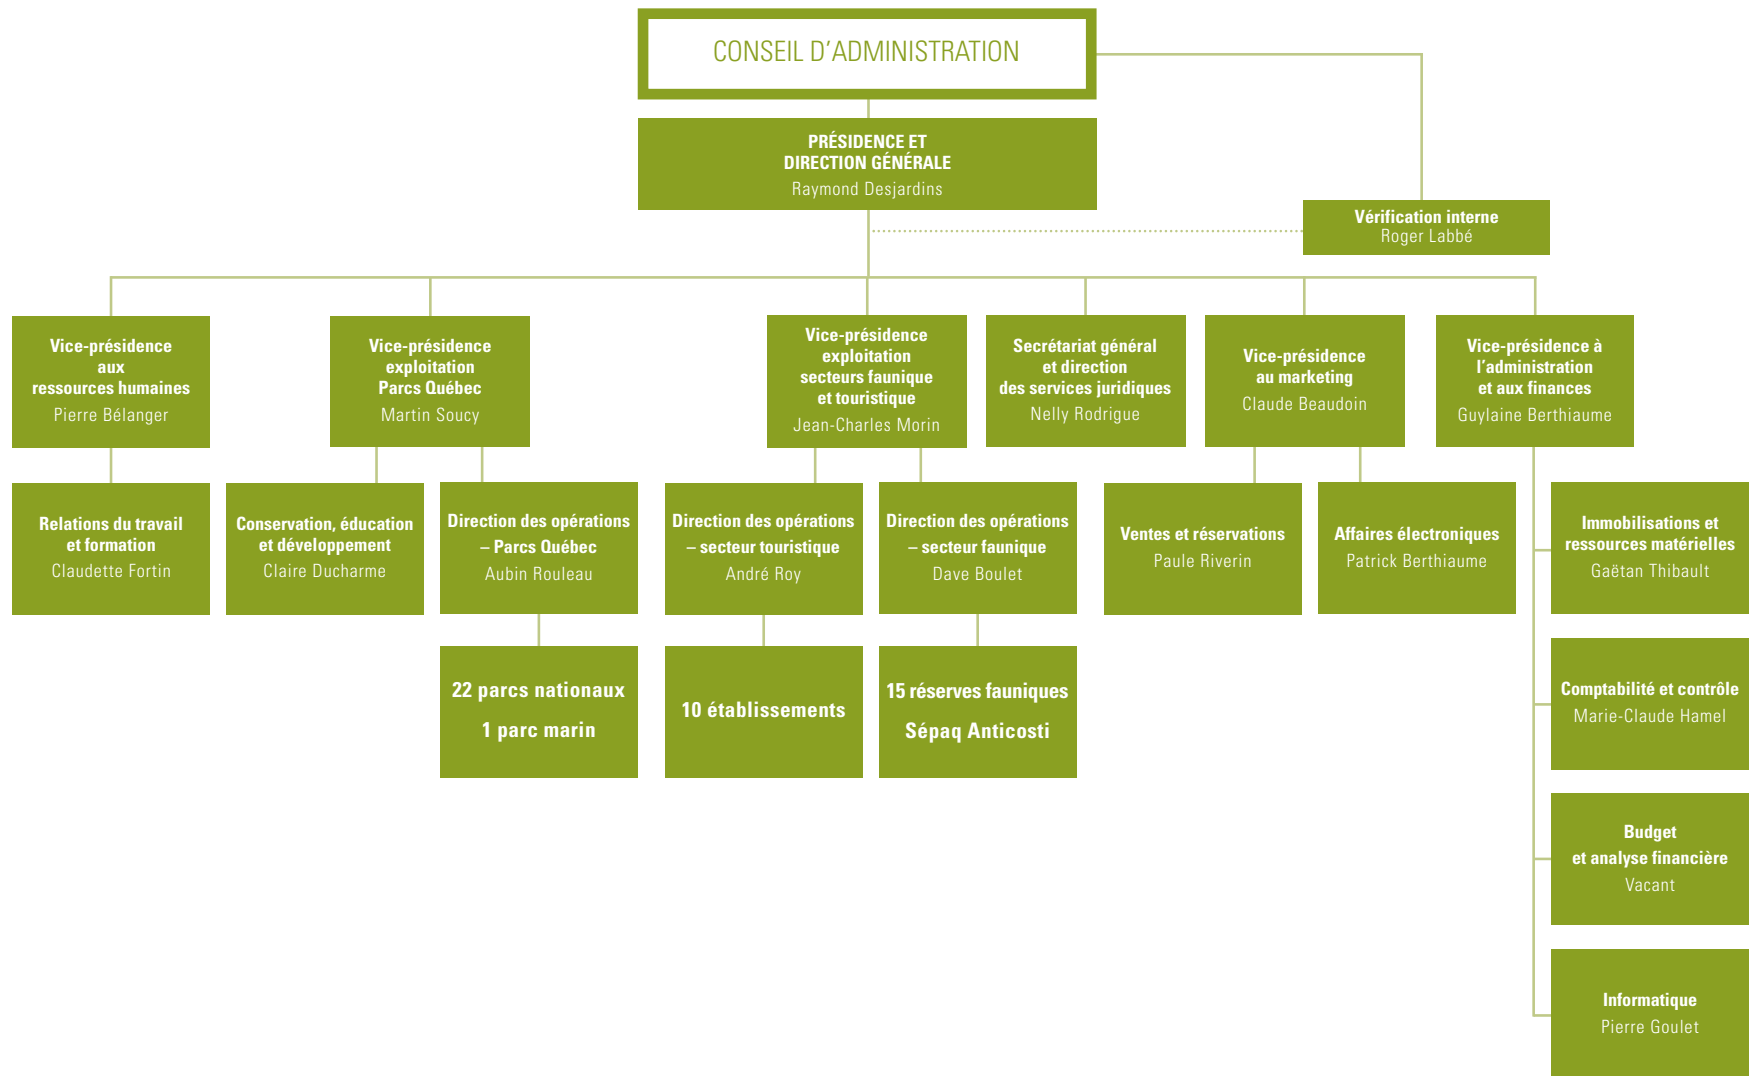 CONSEIL D’ADMINISTRATION
PRÉSIDENCE ET
DIRECTION GÉNÉRALE
Raymond Desjardins
Vérification interne
Roger Labbé
Vice-présidence
aux
ressources humaines
Pierre Bélanger
Vice-présidence
exploitation
Parcs Québec
Martin Soucy
Vice-présidence
exploitation
secteurs faunique
et touristique
Jean-Charles Morin
Secrétariat général
et direction
des services juridiques
Nelly Rodrigue
Vice-présidence
au marketing
Claude Beaudoin
Vice-présidence à
l’administration
et aux finances
Guylaine Berthiaume
Relations du travail
et formation
Claudette Fortin
Conservation, éducation
et développement
Claire Ducharme
Direction des opérations
– Parcs Québec
Aubin Rouleau
Direction des opérations
– secteur touristique
André Roy
Direction des opérations
– secteur faunique
Dave Boulet
Ventes et réservations
Paule Riverin
Affaires électroniques
Patrick Berthiaume
Immobilisations et
ressources matérielles
Gaëtan Thibault
22 parcs nationaux
1 parc marin
10 établissements
15 réserves fauniques
Sépaq Anticosti
Comptabilité et contrôle
Marie-Claude Hamel
Budget
et analyse financière
Vacant
Informatique
Pierre Goulet